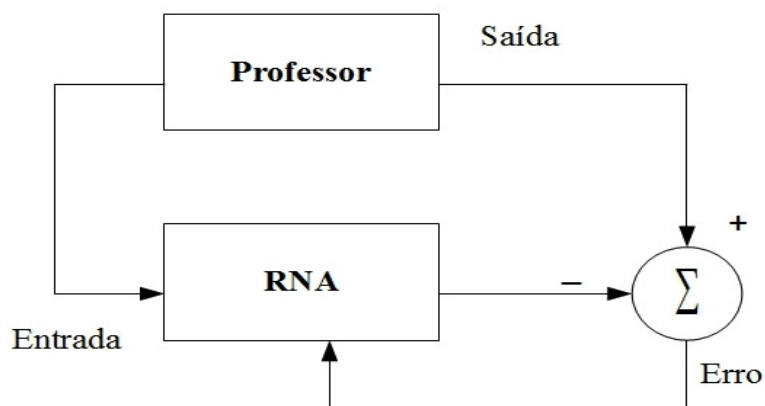 Saída
Professor
+
RNA
−
∑
Entrada
Erro